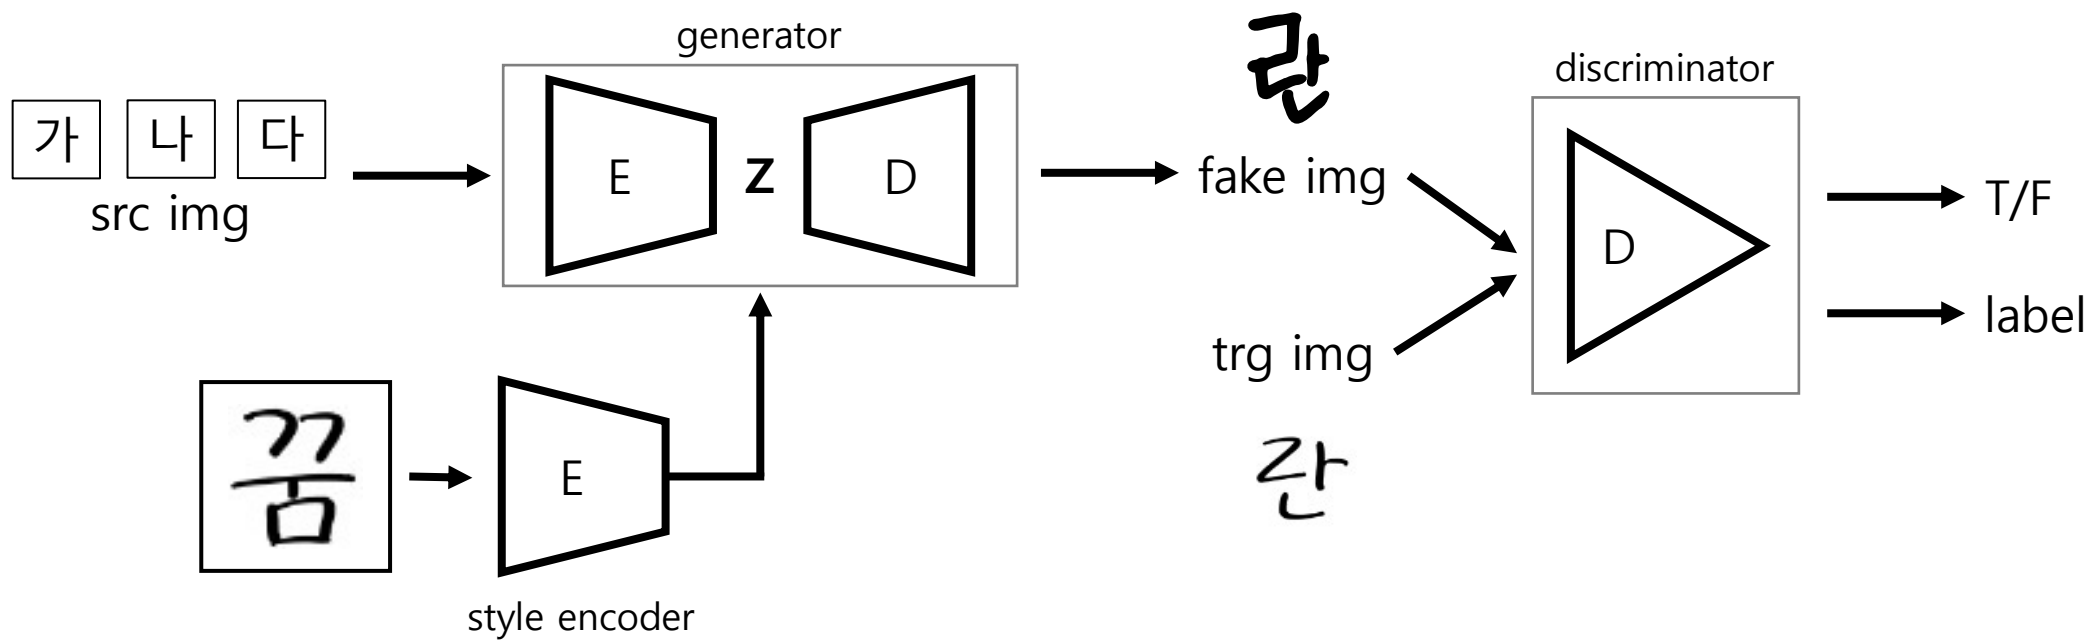 generator
가 나 다
src img
E Z D
란
fake img
discriminator
D
T/F
label
trg img
란
꿈
E
style encoder